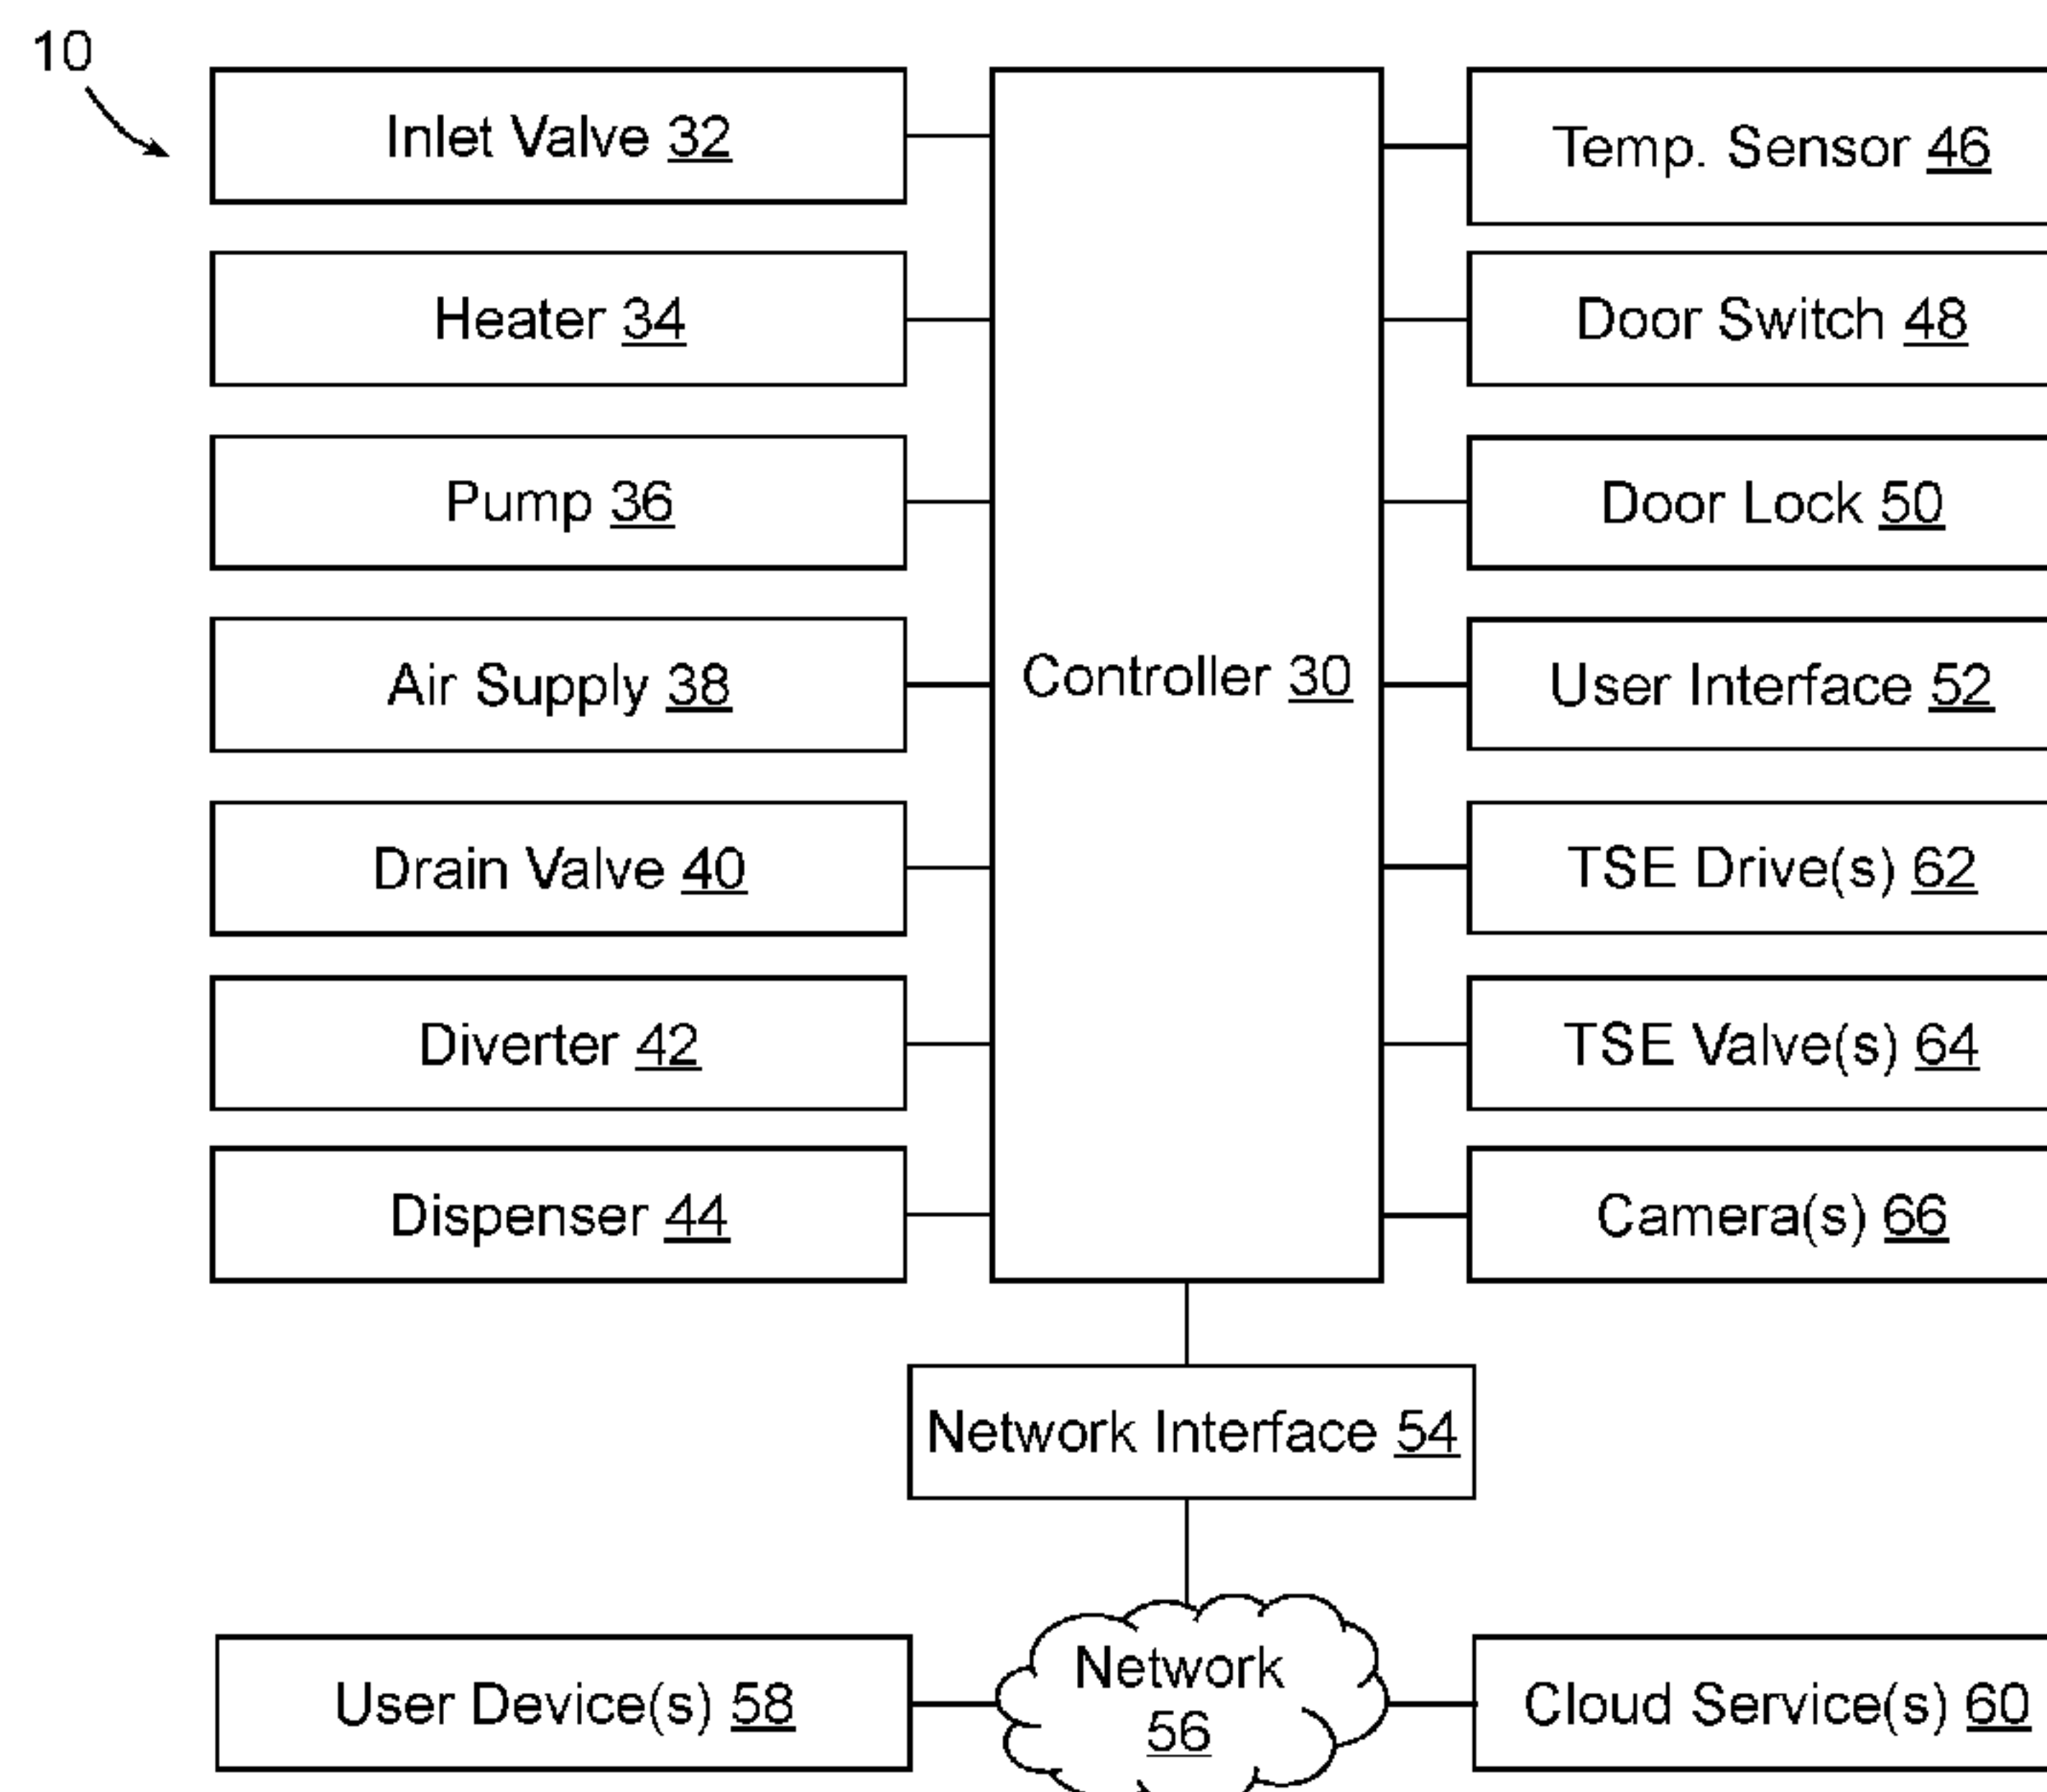 10
Inlet Valve 32
Heater 34
Pump 36
Air Supply 38
Drain Valve 40
Diverter 42
Dispenser 44
Controller 30
Temp. Sensor 46
Door Switch 48
Door Lock 50
User Interface 52
TSE Drive(s) 62
TSE Valve(s) 64
Camera(s) 66
Network Interface 54
User Device(s) 58
Network
56
Cloud Service(s) 60